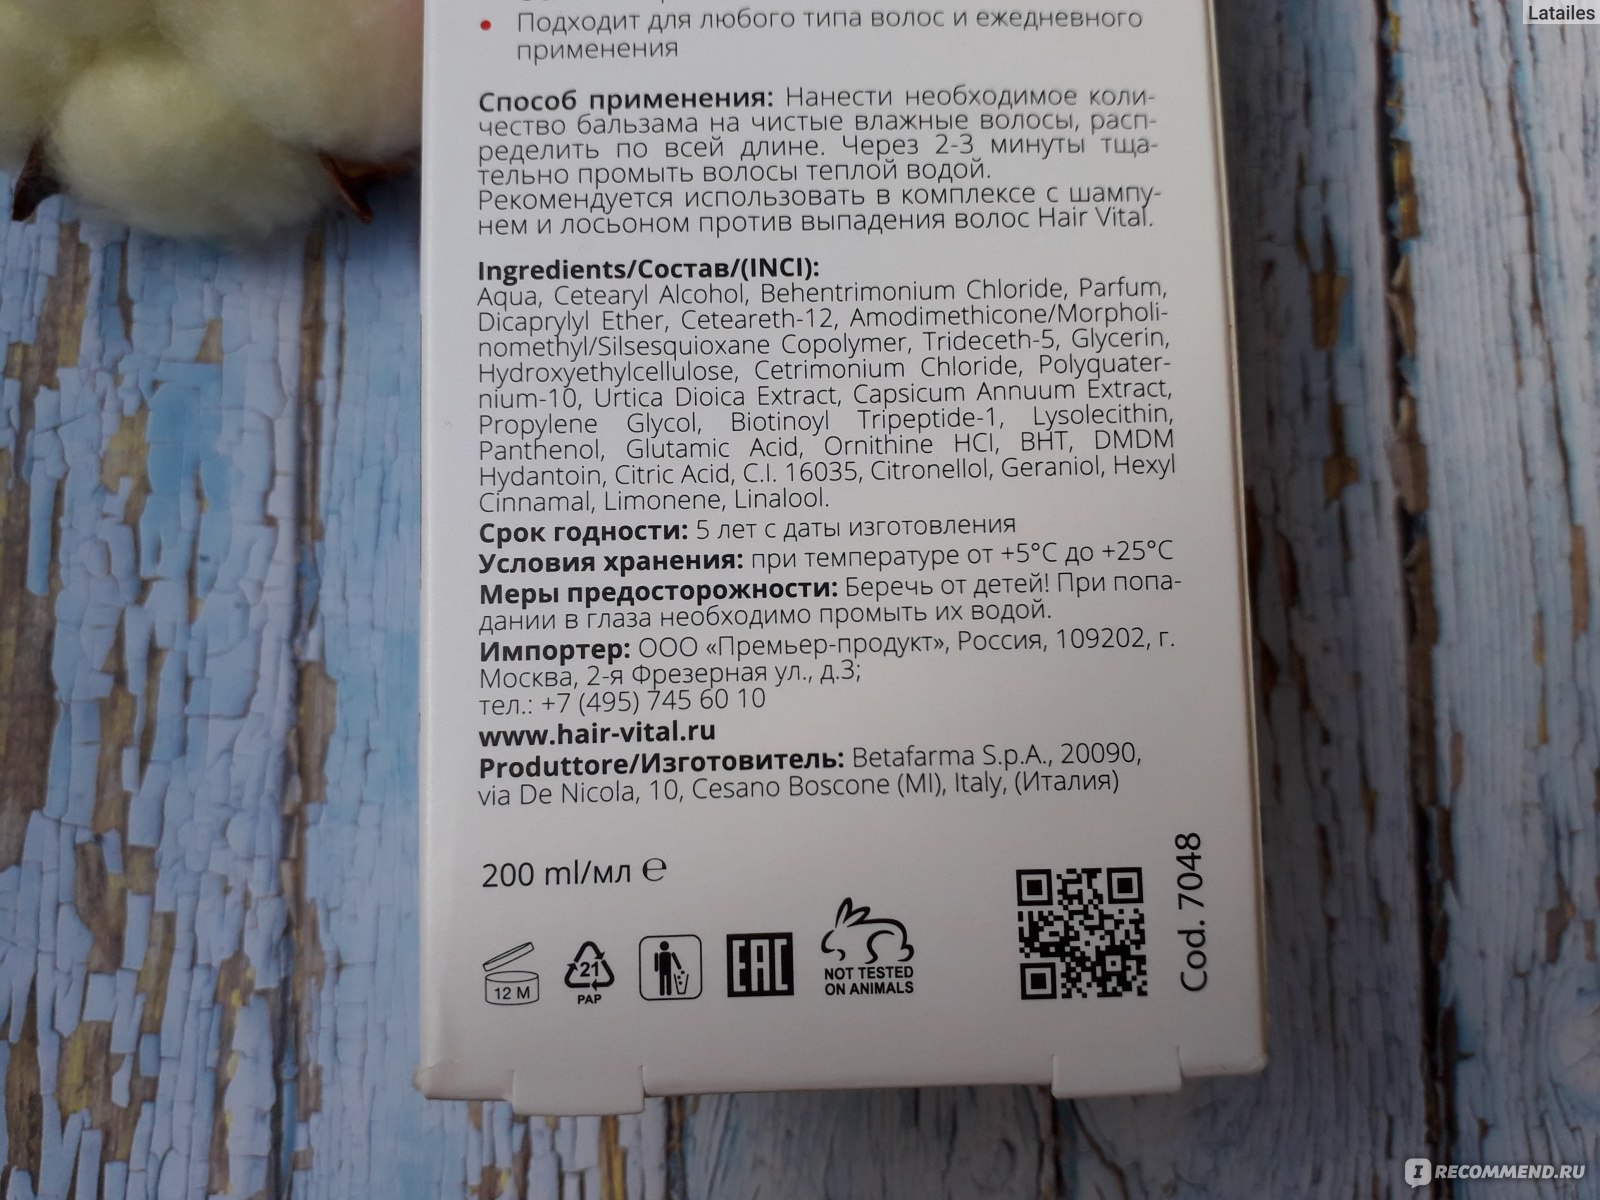 Latailes
Подходит для любого типа волос и ежедневного
применения
Способ применения: Нанести необходимое коли-
чество бальзама на чистые влажные волосы, расп-
ределить по всей длине. Через 2-3 минуты тща-
тельно промыть волосы теплой водой.
Рекомендуется использовать в комплексе с шампу-
нем и лосьоном против выпадения волос Hair Vital.
Ingredients/Состав/(INCI):
Aqua, Cetearyl Alcohol, Behentrimonium Chloride, Parfum,
Dicaprylyl Ether, Ceteareth-12, Amodimethicone/Morpholi-
nomethyl/Silsesquioxane Copolymer, Trideceth-5, Glycerin,
Hydroxyethylcellulose, Cetrimonium Chloride, Polyquater-
nium-10, Urtica Dioica Extract, Capsicum Annuum Extract,
Propylene Glycol, Biotinoyl Tripeptide-1, Lysolecithin,
Panthenol, Glutamic Acid, Ornithine HCl, BHT, DMDM
Hydantoin, Citric Acid, C.I. 16035, Citronellol, Geraniol, Hexyl
Cinnamal, Limonene, Linalool.
Срок годности: 5 лет с даты изготовления
Условия хранения: при температуре от +5°С до +25°С
Меры предосторожности: Беречь от детей! При попа-
дании в глаза необходимо промыть их водой.
Импортер: ООО «Премьер-продукт», Россия, 109202, г.
Москва, 2-я Фрезерная ул., д.3;
тел.: +7 (495) 745 60 10
www.hair-vital.ru
Produttore/Изготовитель: Betafarma S.p.A., 20090,
via De Nicola, 10, Cesano Boscone (MI), Italy, (Италия)
200 ml/мл ℮
12 M
21
PAP
EAC
NOT TESTED
ON ANIMALS
Cod. 7048
IRECOMMEND.RU